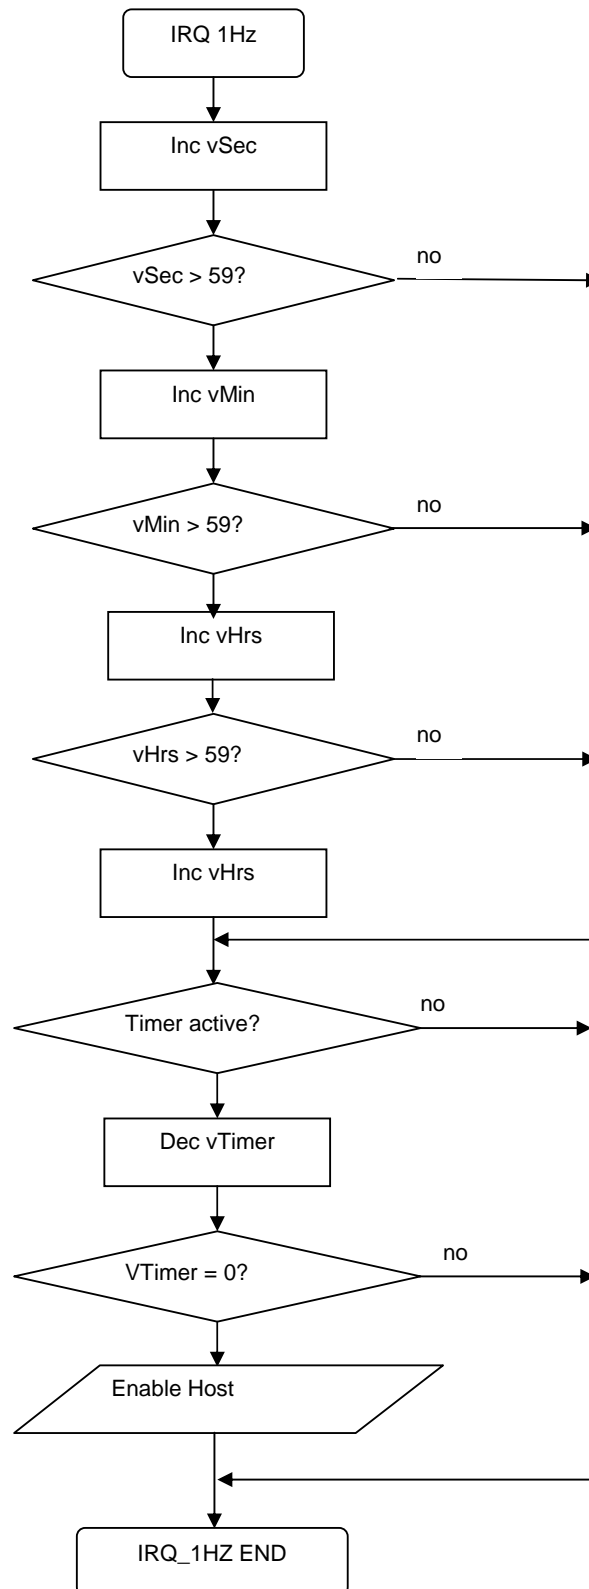 IRQ 1Hz
Inc vSec
vSec > 59?
no
Inc vMin
vMin > 59?
no
Inc vHrs
vHrs > 59?
no
Inc vHrs
Timer active?
no
Dec vTimer
VTimer = 0?
no
Enable Host
IRQ_1HZ END